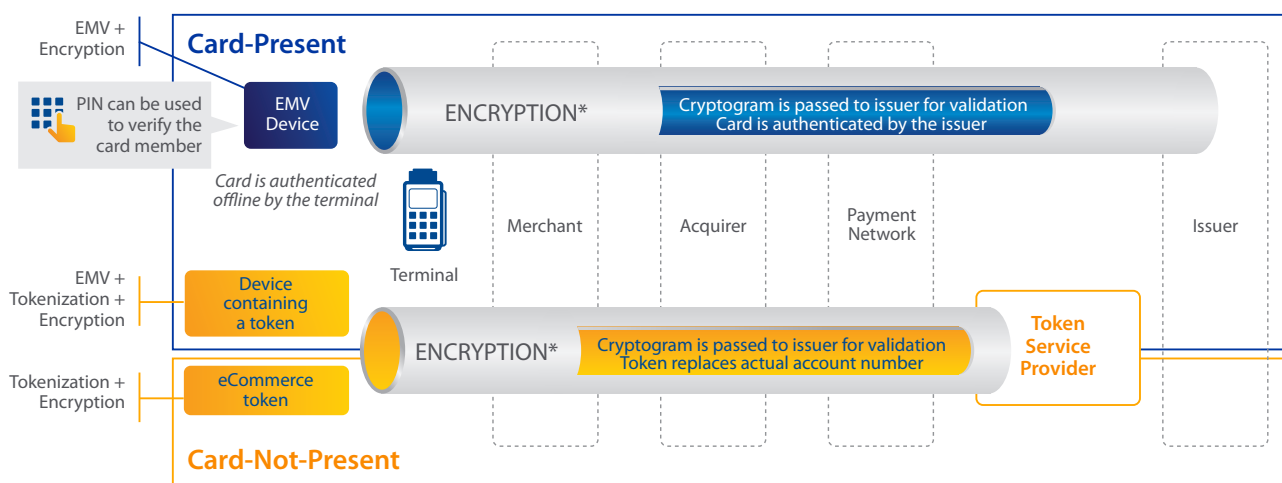 EMV +
Encryption
Card-Present
PIN can be used
to verify the
card member
EMV
Device
ENCRYPTION*
Cryptogram is passed to issuer for validation
Card is authenticated by the issuer
Card is authenticated
offline by the terminal
Terminal
Merchant
Acquirer
Payment
Network
Issuer
EMV +
Tokenization +
Encryption
Device
containing
a token
ENCRYPTION*
Cryptogram is passed to issuer for validation
Token replaces actual account number
Token
Service
Provider
Tokenization +
Encryption
eCommerce
token
Card-Not-Present